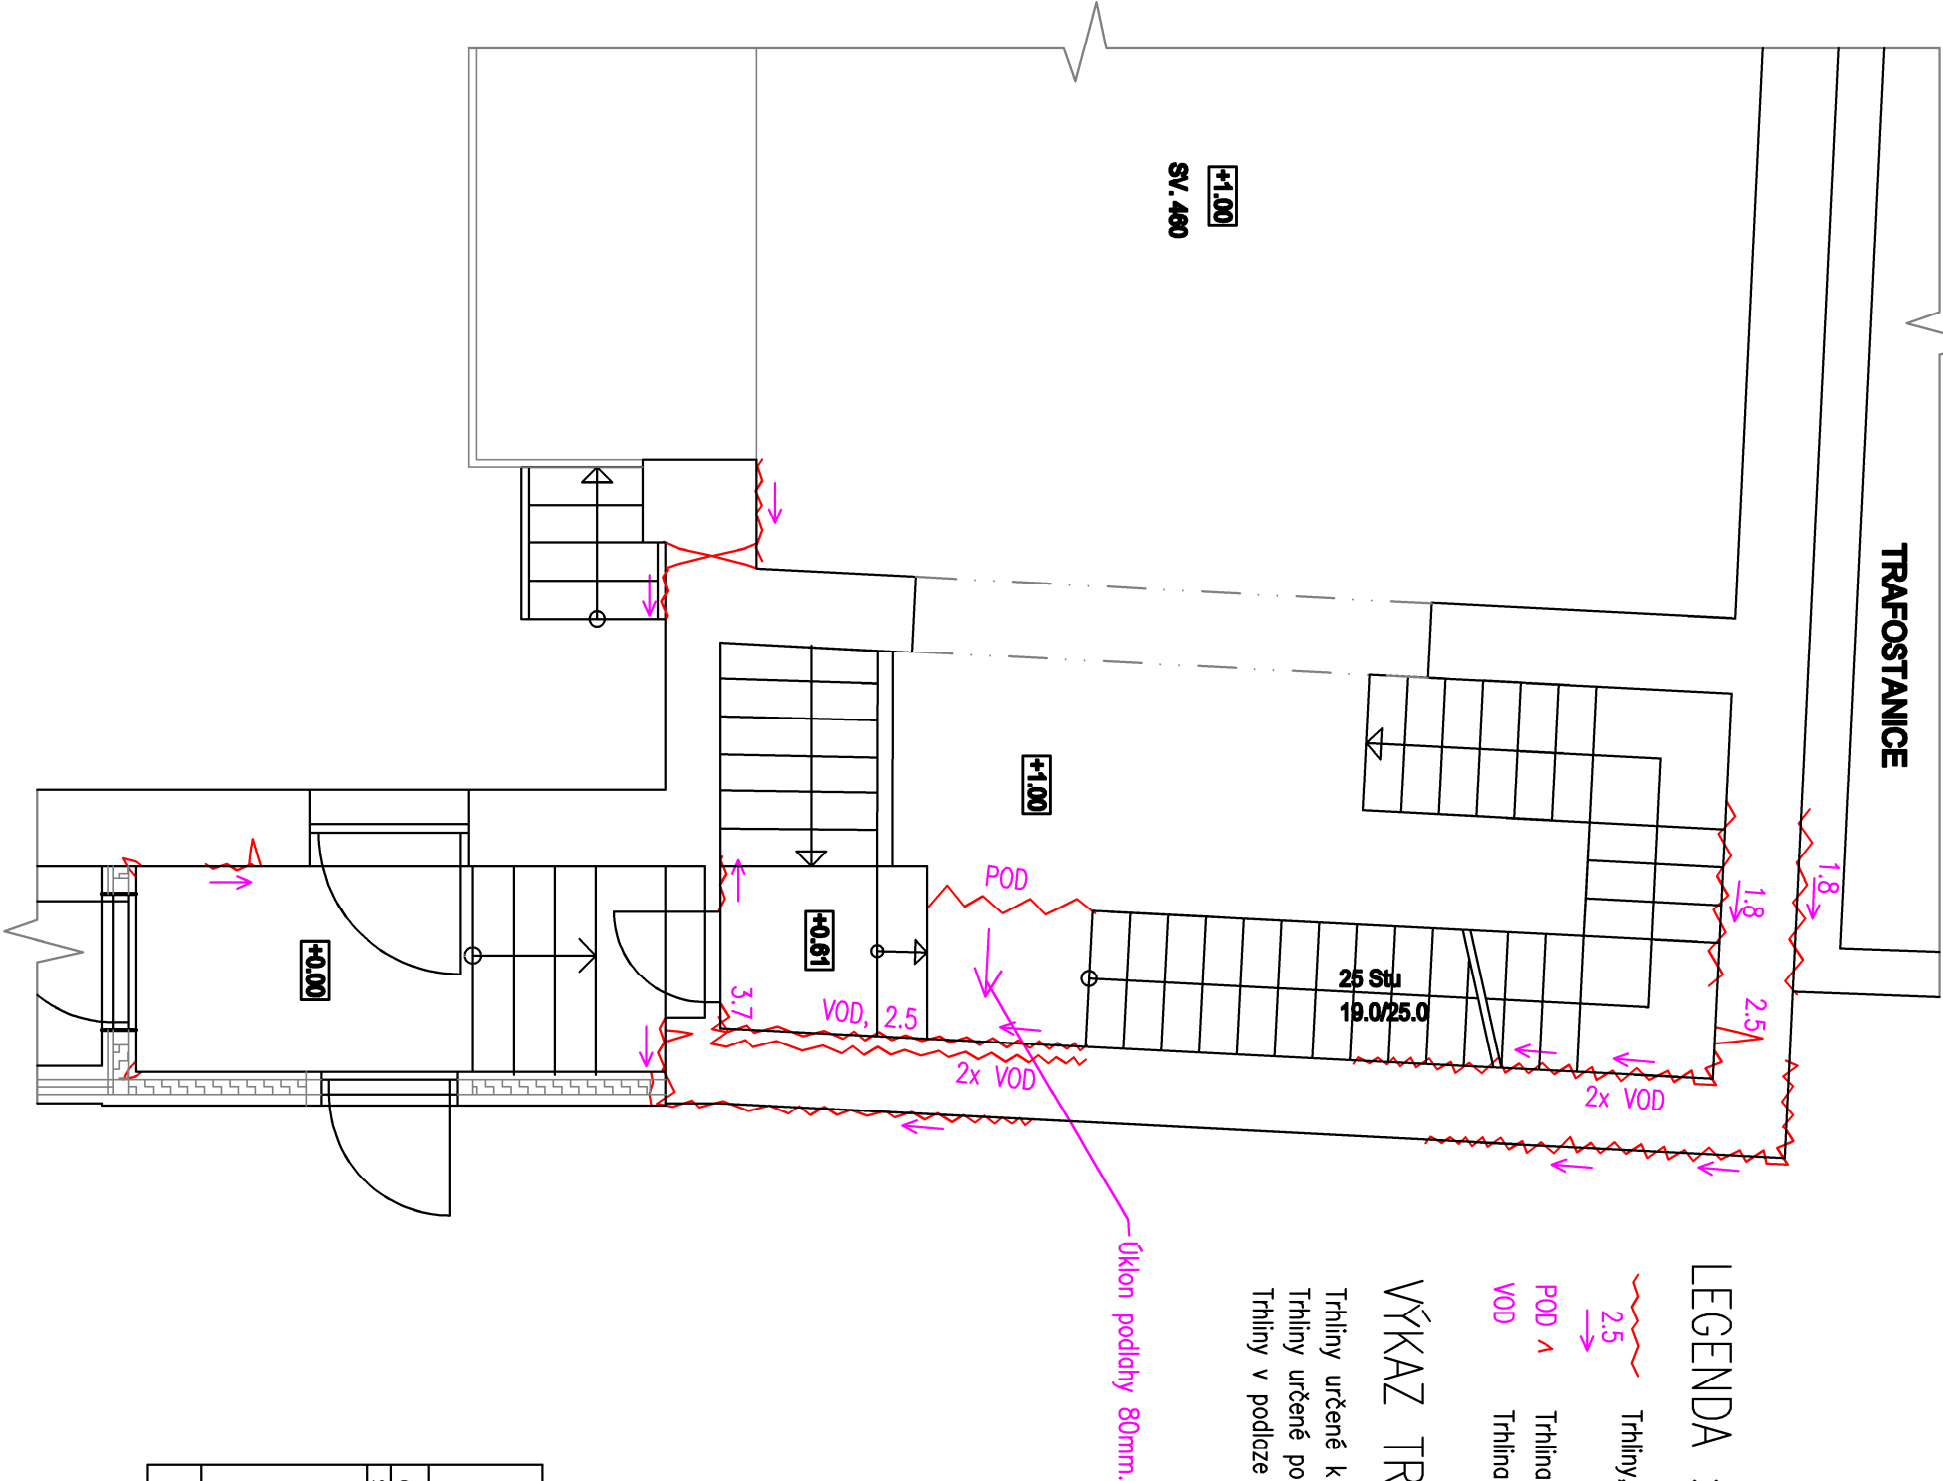 +1.00
SV. 460
TRAFOSTANICE
+1.00
POD
+0.61
+0.00
25 Stu
19.0/25.0
1.8
1.8
2.5
3.7
VOD, 2.5
2x VOD
2x VOD
Úklon podlahy 80mm.
LEGENDA
2.5
Trhliny,
POD
Trhlina
VOD
Trhlina
VÝKAZ TR
Trhliny určené k
Trhliny určené po
Trhliny v podlaze